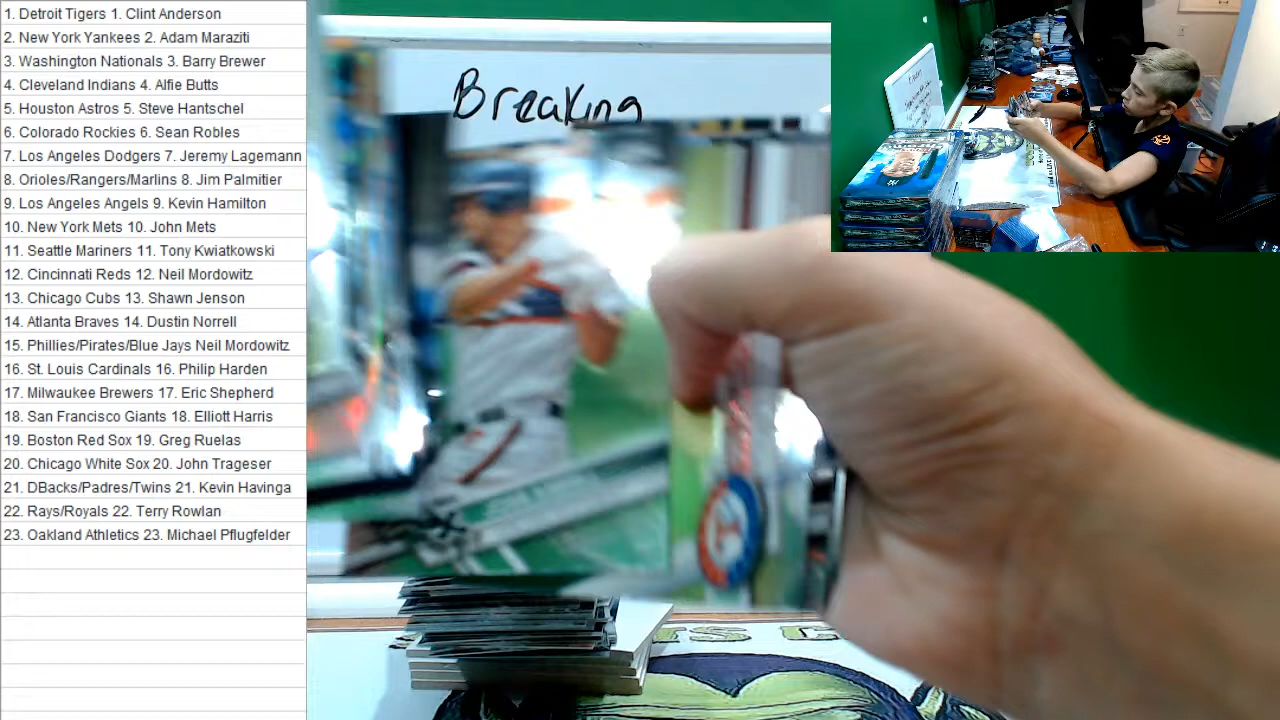 1. Detroit Tigers 1. Clint Anderson
2. New York Yankees 2. Adam Maraziti
3. Washington Nationals 3. Barry Brewer
4. Cleveland Indians 4. Alfie Butts
5. Houston Astros 5. Steve Hantschel
6. Colorado Rockies 6. Sean Robles
7. Los Angeles Dodgers 7. Jeremy Lagemann
8. Orioles/Rangers/Marlins 8. Jim Palmitier
9. Los Angeles Angels 9. Kevin Hamilton
10. New York Mets 10. John Mets
11. Seattle Mariners 11. Tony Kwiatkowski
12. Cincinnati Reds 12. Neil Mordowitz
13. Chicago Cubs 13. Shawn Jenson
14. Atlanta Braves 14. Dustin Norrell
15. Phillies/Pirates/Blue Jays Neil Mordowitz
16. St. Louis Cardinals 16. Philip Harden
17. Milwaukee Brewers 17. Eric Shepherd
18. San Francisco Giants 18. Elliott Harris
19. Boston Red Sox 19. Greg Ruelas
20. Chicago White Sox 20. John Trageser
21. DBacks/Padres/Twins 21. Kevin Havinga
22. Rays/Royals 22. Terry Rowlan
23. Oakland Athletics 23. Michael Pflugfelder
Breaking